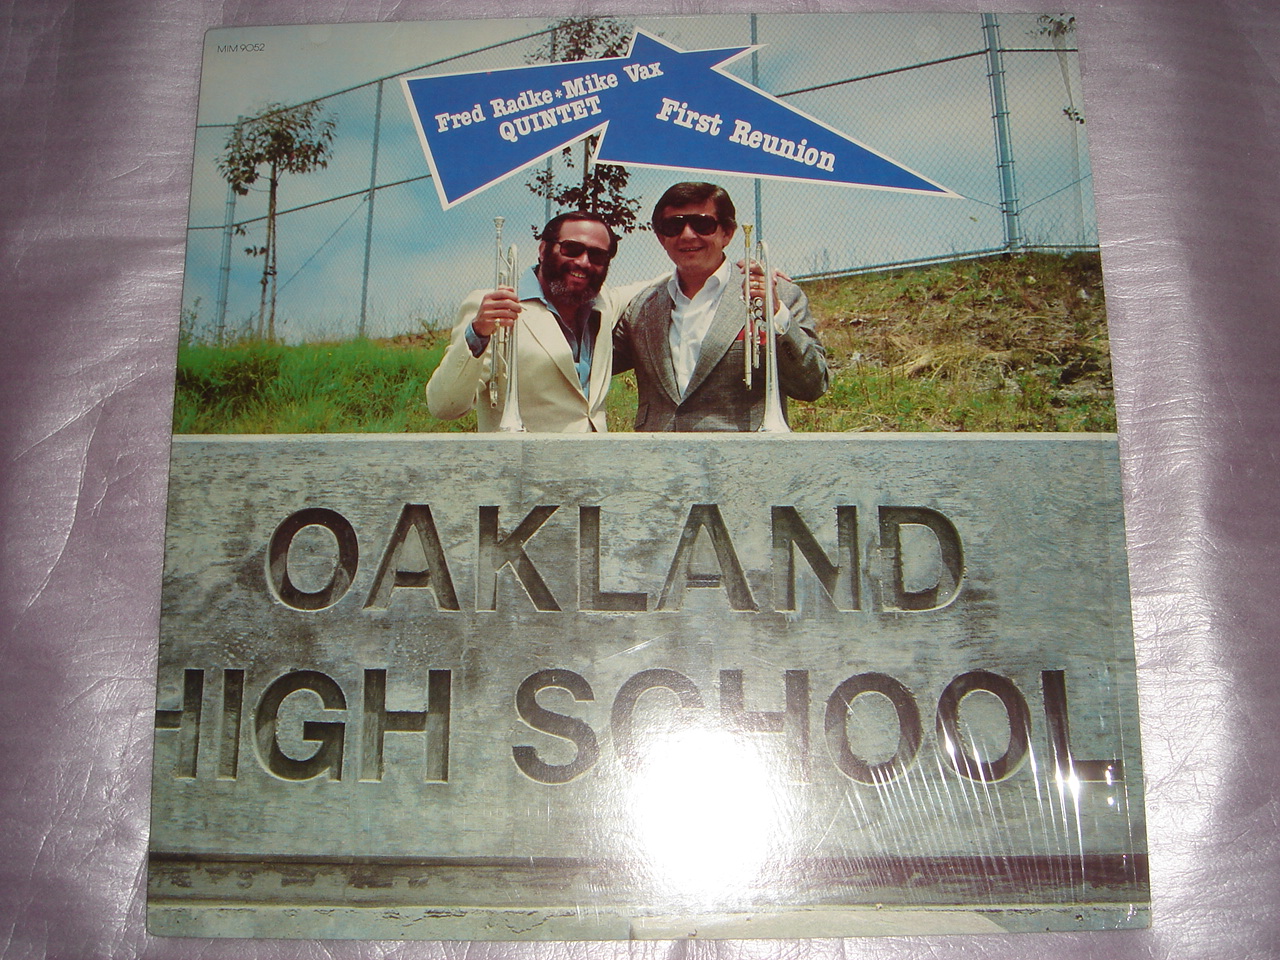 MIM 9052
Fred Radke * Mike Vax
QUINTET
First Reunion
OAKLAND
HIGH SCHOOL